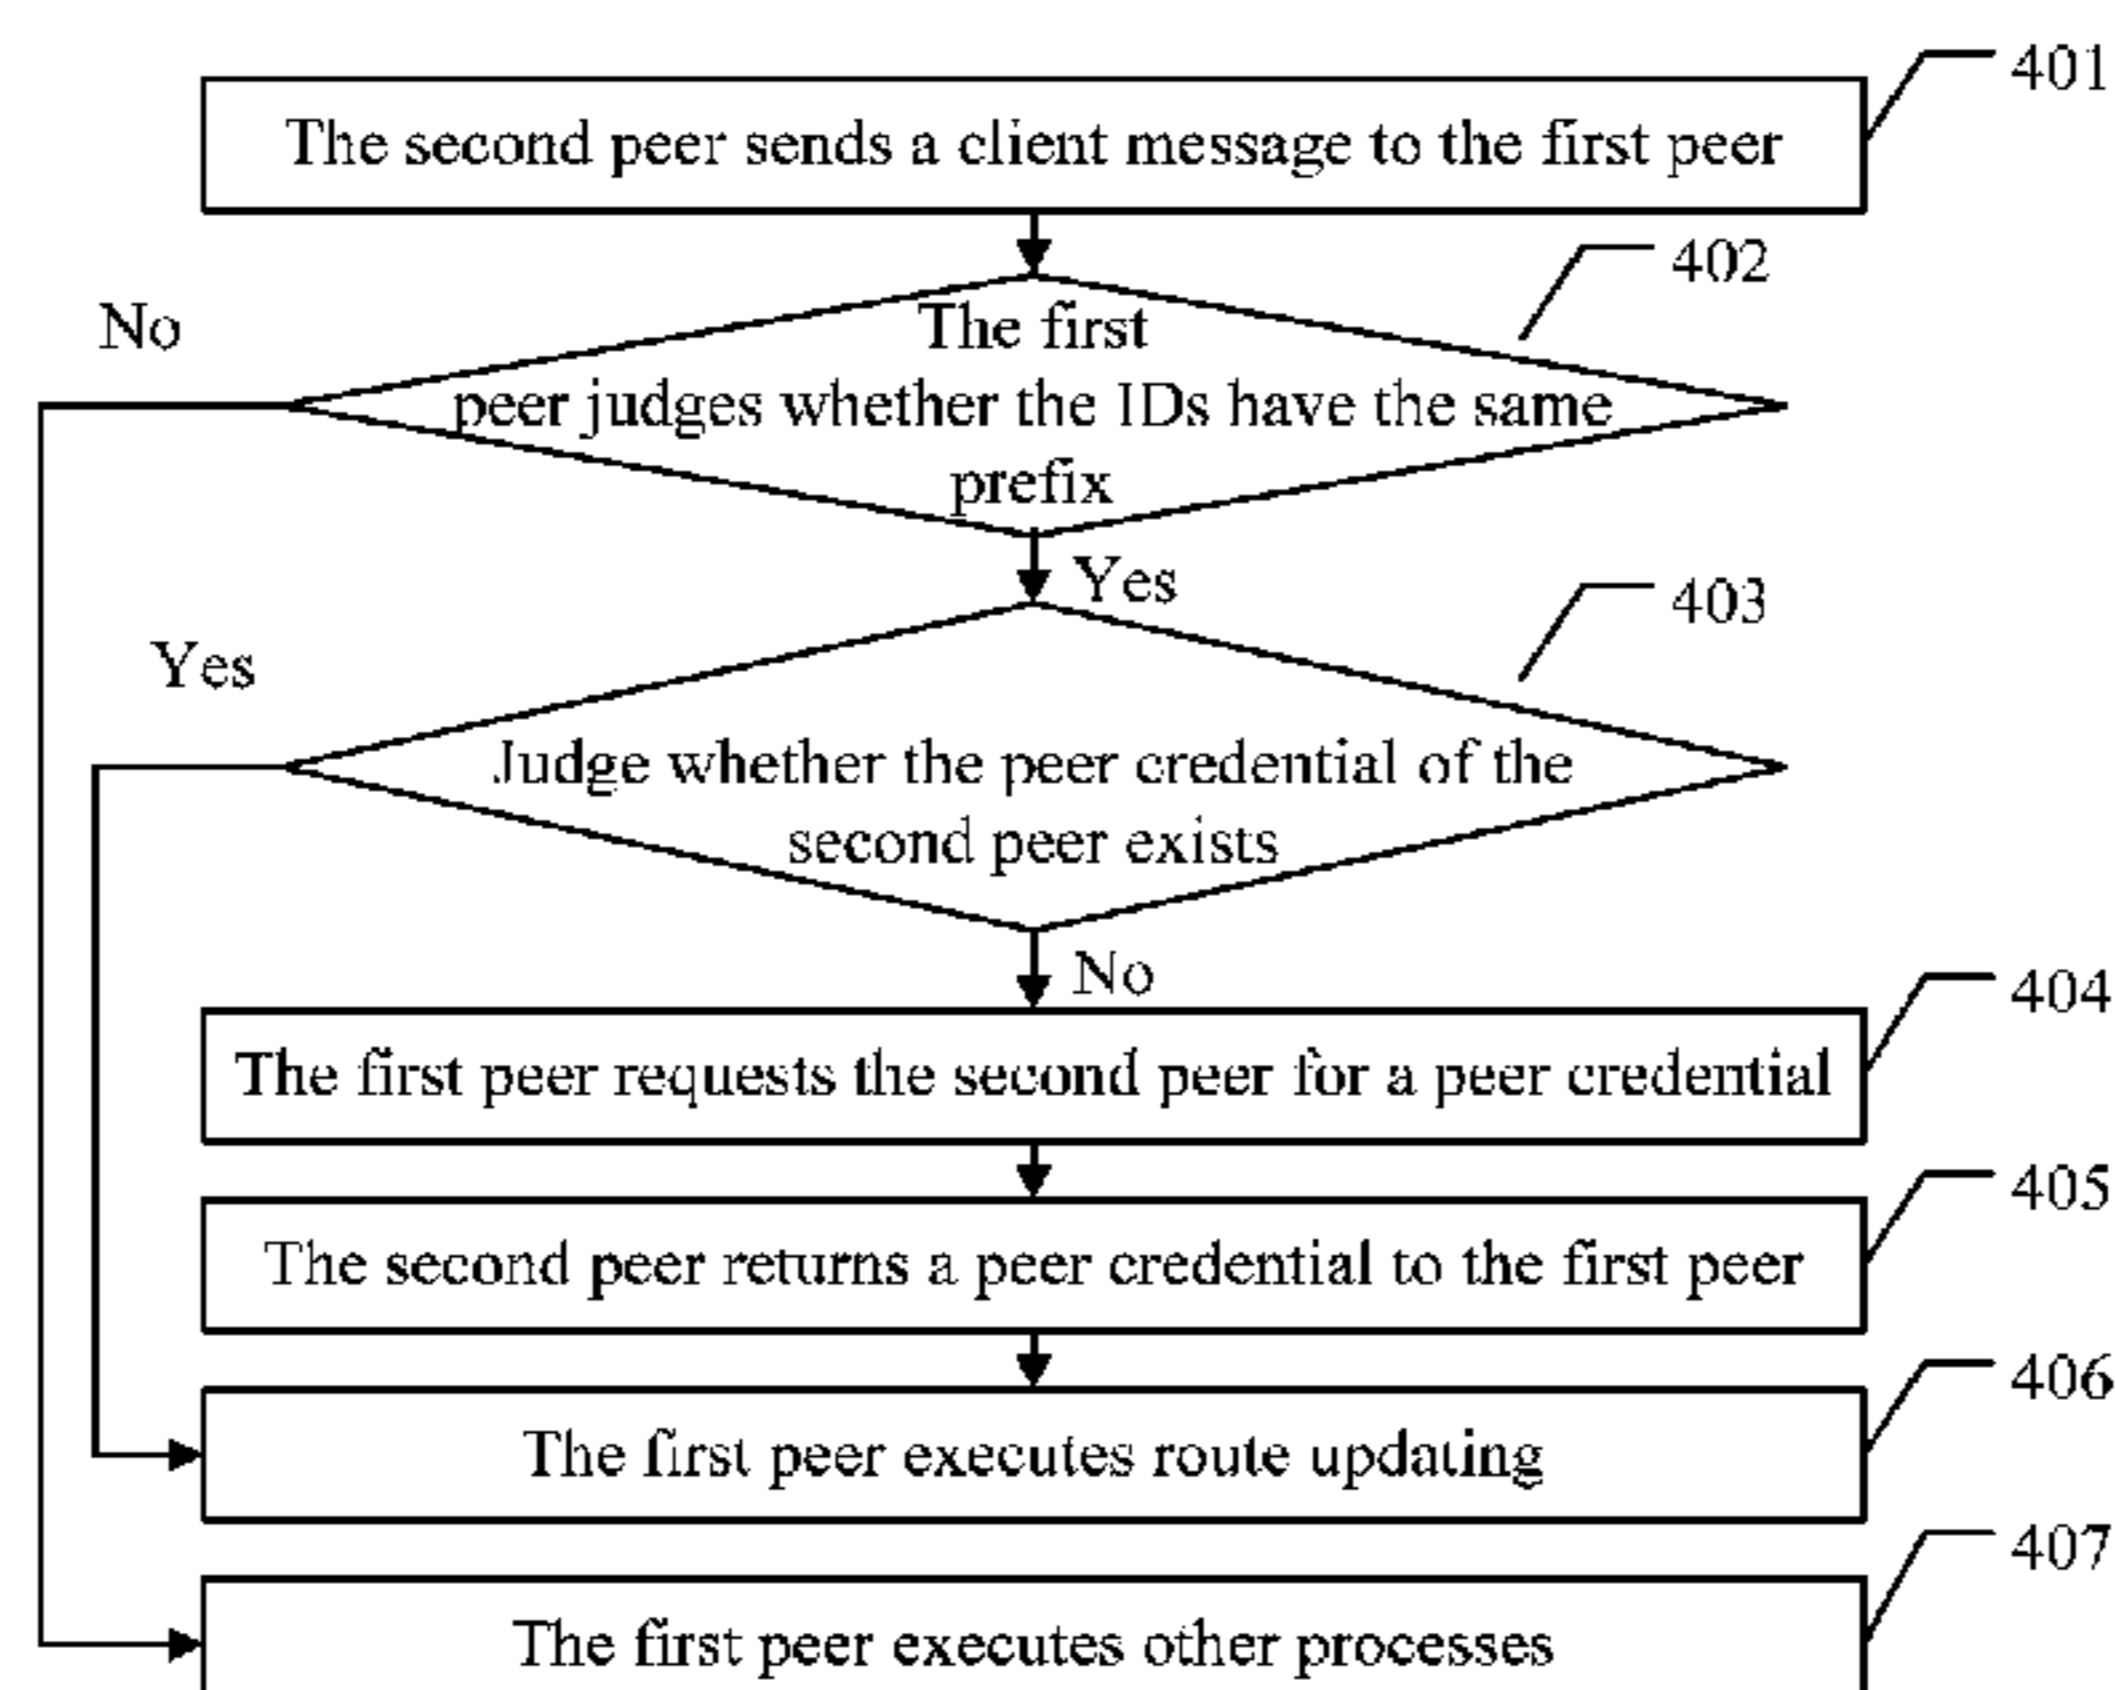 401
The second peer sends a client message to the first peer
402
No
The first
peer judges whether the IDs have the same
prefix
Yes
403
Yes
Judge whether the peer credential of the
second peer exists
No
404
The first peer requests the second peer for a peer credential
405
The second peer returns a peer credential to the first peer
406
The first peer executes route updating
407
The first peer executes other processes